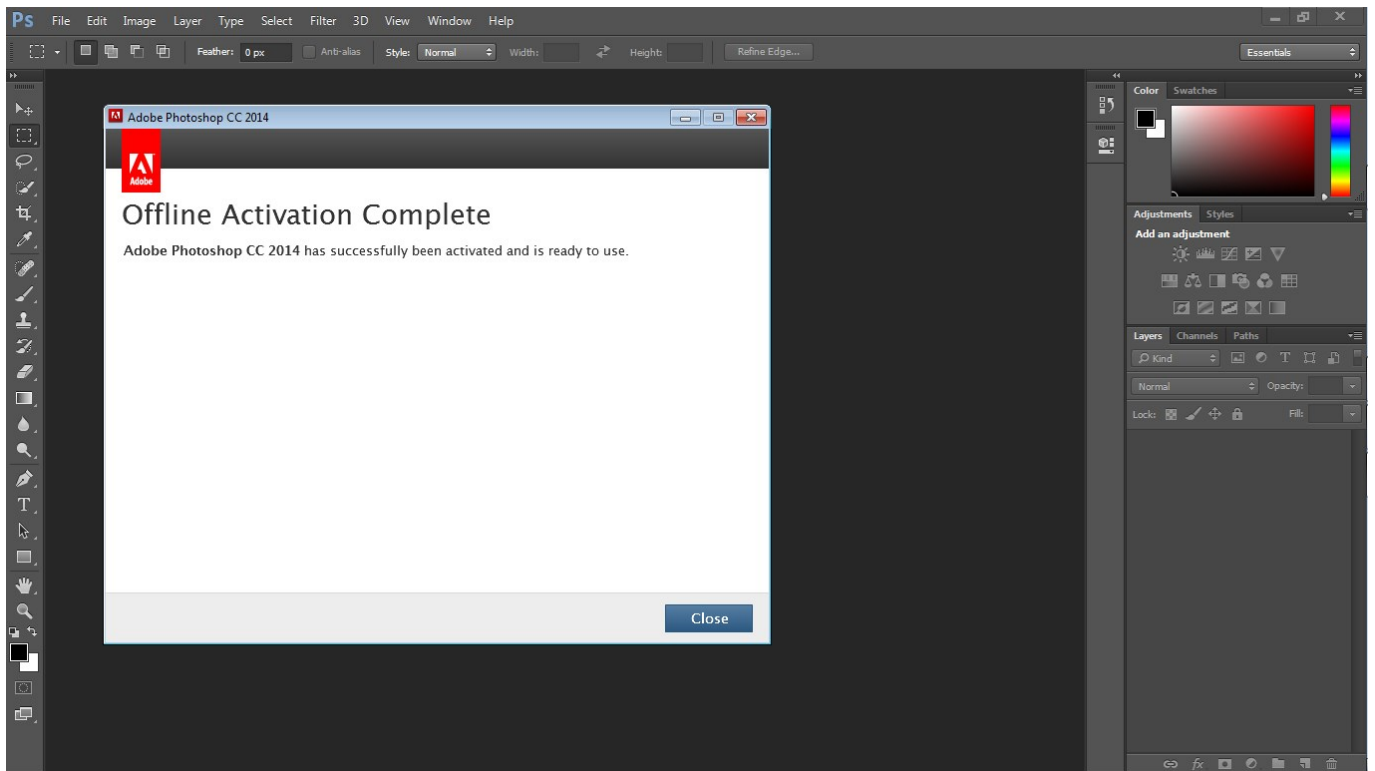 Ps File Edit Image Layer Type Select Filter 3D View Window Help
Feather: 0 px Anti-alias Style: Normal Width: Height: Refine Edge... Essentials
Color Swatches
Adobe Photoshop CC 2014
Adobe
Offline Activation Complete
Adobe Photoshop CC 2014 has successfully been activated and is ready to use.
Close
Adjustments Styles
Add an adjustment
Layers Channels Paths
Kind
Normal Opacity:
Lock: Fill: